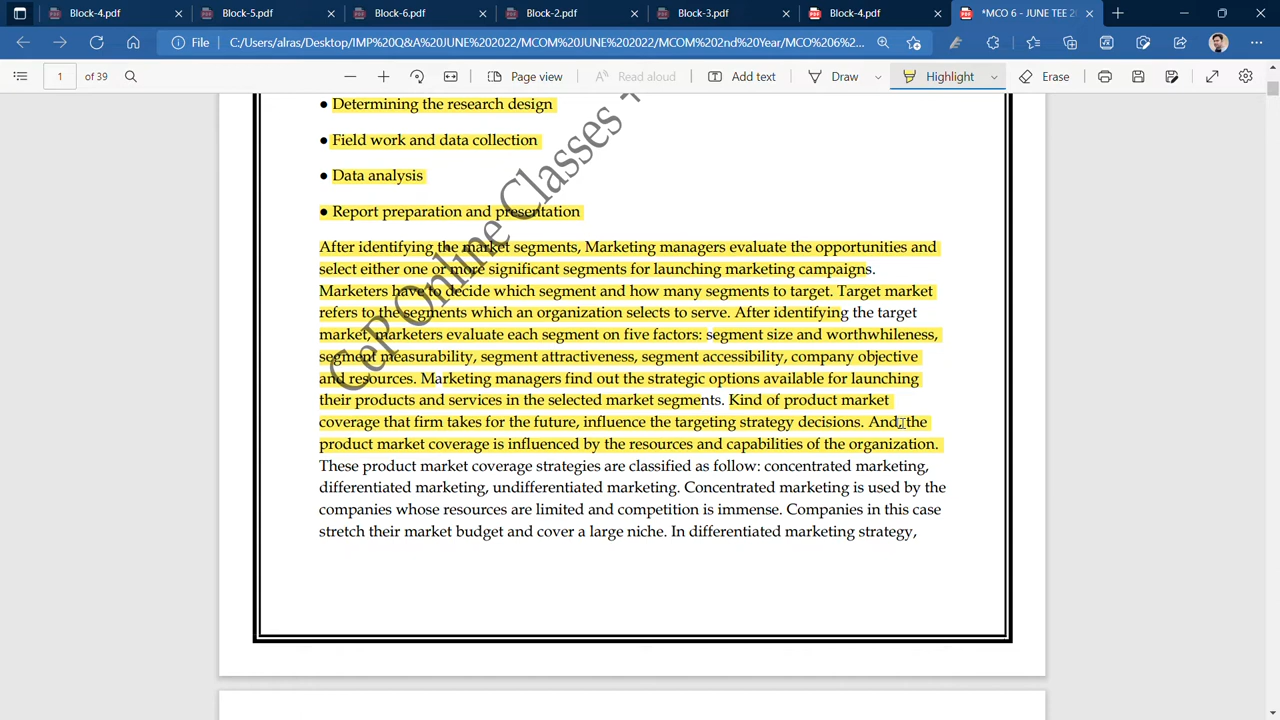 Block-4.pdf
Block-5.pdf
Block-6.pdf
Block-2.pdf
Block-3.pdf
Block-4.pdf
*MCO 6 - JUNE TEE 2
File
C:/Users/alras/Desktop/IMP%20Q&A%20JUNE%202022/MCOM%20JUNE%202022/MCOM%202nd%20Year/MCO%206%...
1 of 39
Page view
Read aloud
Add text
Draw
Highlight
Erase
● Determining the research design
● Field work and data collection
● Data analysis
● Report preparation and presentation
After identifying the market segments, Marketing managers evaluate the opportunities and
select either one or more significant segments for launching marketing campaigns.
Marketers have to decide which segment and how many segments to target. Target market
refers to the segments which an organization selects to serve. After identifying the target
market, marketers evaluate each segment on five factors: segment size and worthwhileness,
segment measurability, segment attractiveness, segment accessibility, company objective
and resources. Marketing managers find out the strategic options available for launching
their products and services in the selected market segments. Kind of product market
coverage that firm takes for the future, influence the targeting strategy decisions. And, the
product market coverage is influenced by the resources and capabilities of the organization.
These product market coverage strategies are classified as follow: concentrated marketing,
differentiated marketing, undifferentiated marketing. Concentrated marketing is used by the
companies whose resources are limited and competition is immense. Companies in this case
stretch their market budget and cover a large niche. In differentiated marketing strategy,
CeP Online Classes